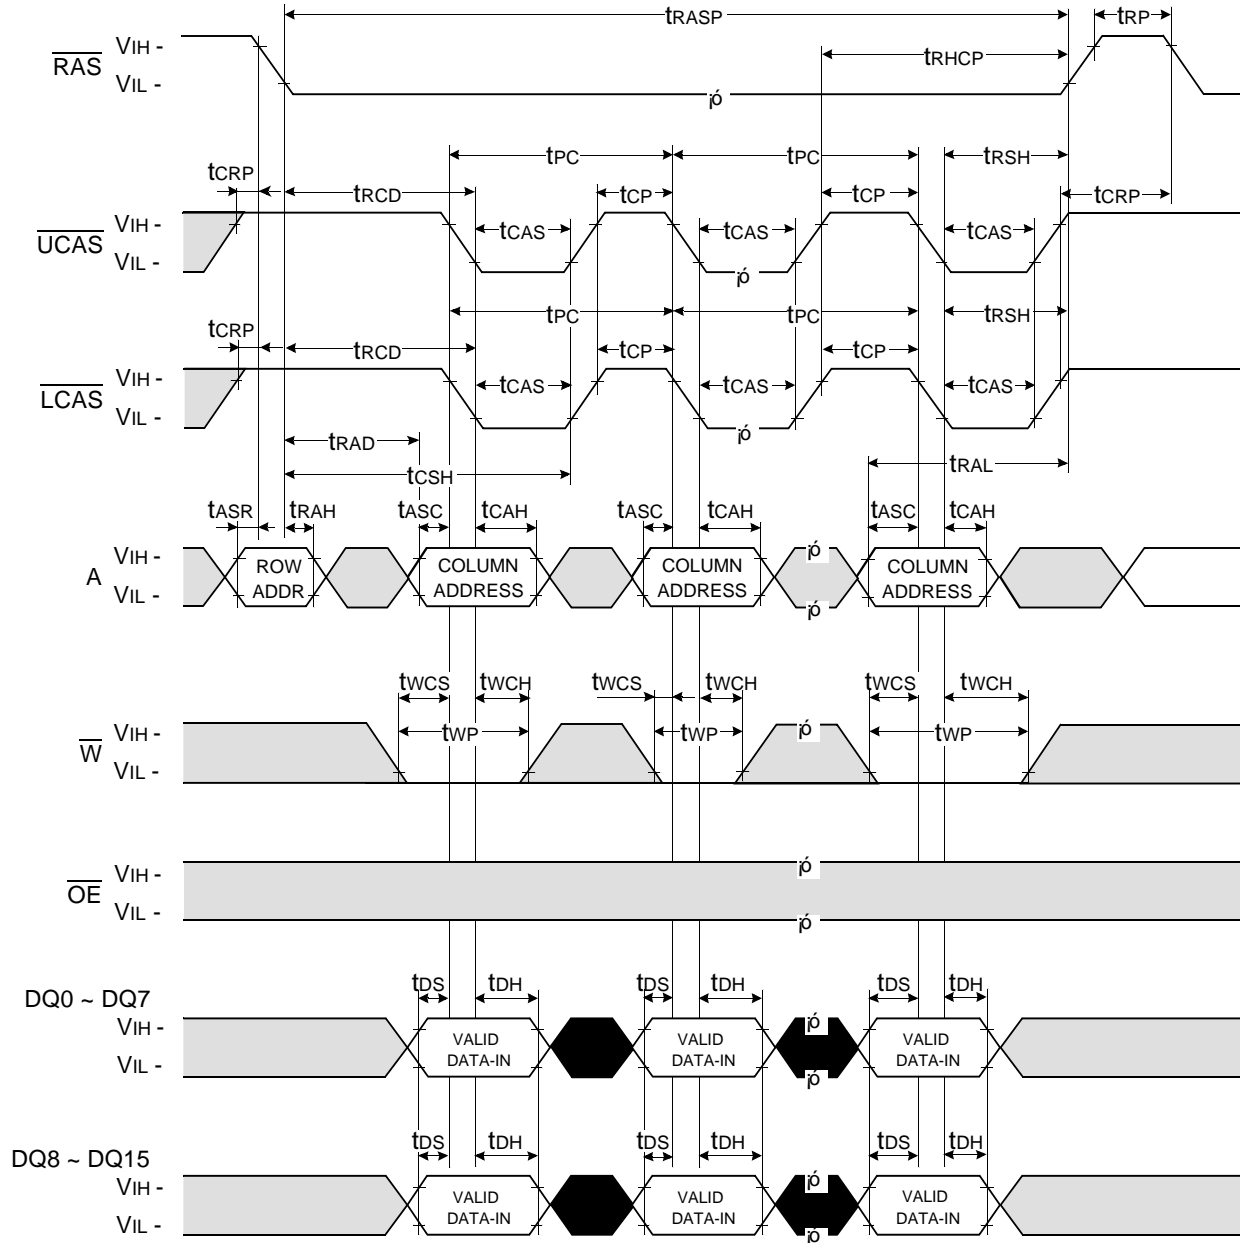 tRASP tRP
RAS VIH -
tRHCP
VIL -
¡ó
tPC tPC tRSH
tCRP tRCD tCP tCP tCRP
UCAS VIH -
tCAS tCAS tCAS
VIL -
¡ó
tPC tPC tRSH
tCRP tRCD tCP tCP
LCAS VIH -
tCAS tCAS tCAS
VIL -
¡ó
tRAD
tCSH tRAL
tASR tRAH tASC tCAH tASC tCAH tASC tCAH
A VIH -
¡ó
ROW COLUMN COLUMN COLUMN
ADDR ADDRESS ADDRESS ADDRESS
VIL -
¡ó
tWCS tWCH tWCS tWCH tWCS tWCH
W VIH -
tWP tWP ¡ó tWP
VIL -
OE VIH -
¡ó
VIL -
¡ó
tDS tDH tDS tDH tDS tDH
DQ0 ~ DQ7
VIH -
¡ó
VALID VALID VALID
DATA-IN DATA-IN DATA-IN
VIL -
¡ó
tDS tDH tDS tDH tDS tDH
DQ8 ~ DQ15
VIH -
¡ó
VALID VALID VALID
DATA-IN DATA-IN DATA-IN
VIL -
¡ó